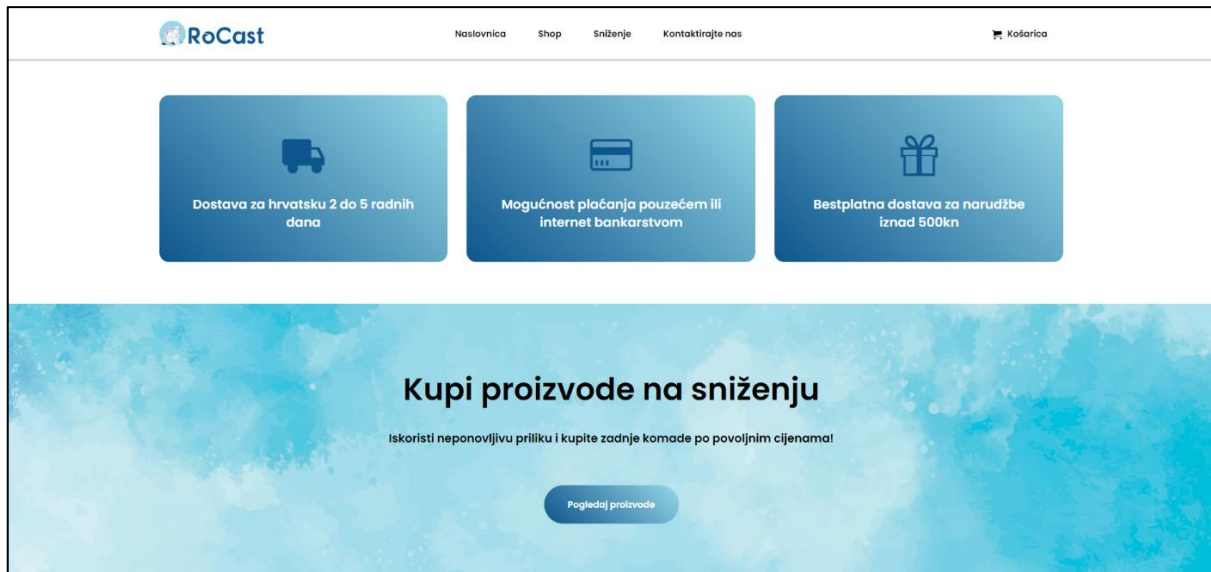 RoCast
Naslovnica
Shop
Sniženje
Kontaktirajte nas
Košarica
Dostava za hrvatsku 2 do 5 radnih
dana
Mogućnost plaćanja pouzećem ili
internet bankarstvom
Bestplatna dostava za narudžbe
iznad 500kn
Kupi proizvode na sniženju
Iskoristi neponovljivu priliku i kupite zadnje komade po povoljnim cijenama!
Pogledaj proizvode